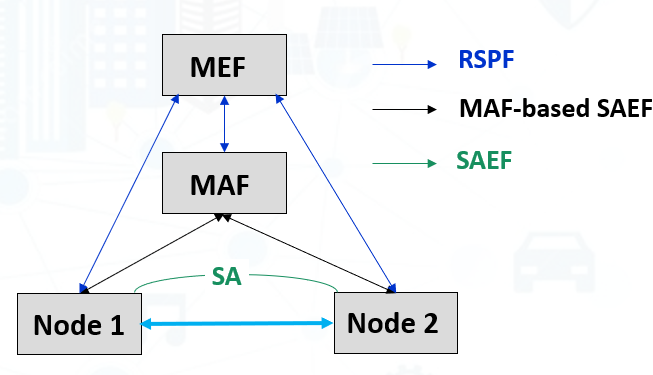 MEF
RSPF
MAF-based SAEF
SAEF
MAF
SA
Node 1
Node 2